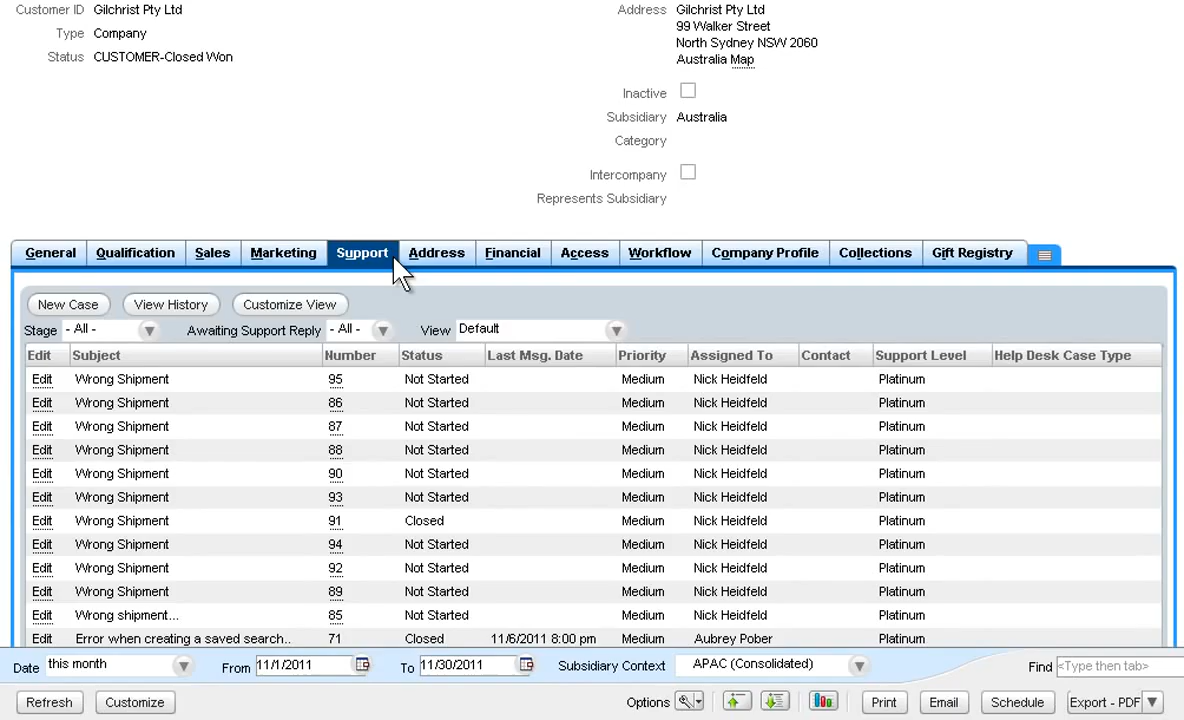 Customer ID Gilchrist Pty Ltd Address Gilchrist Pty Ltd
99 Walker Street
Type Company
North Sydney NSW 2060
Status CUSTOMER-Closed Won
Australia Map
Inactive
Subsidiary Australia
Category
Intercompany
Represents Subsidiary
General Qualification Sales Marketing Support Address Financial Access Workflow Company Profile Collections Gift Registry
New Case View History Customize View
Stage - All - Awaiting Support Reply - All - View Default
Edit Subject Number Status Last Msg. Date Priority Assigned To Contact Support Level Help Desk Case Type
Edit Wrong Shipment 95 Not Started Medium Nick Heidfeld Platinum
Edit Wrong Shipment 86 Not Started Medium Nick Heidfeld Platinum
Edit Wrong Shipment 87 Not Started Medium Nick Heidfeld Platinum
Edit Wrong Shipment 88 Not Started Medium Nick Heidfeld Platinum
Edit Wrong Shipment 90 Not Started Medium Nick Heidfeld Platinum
Edit Wrong Shipment 93 Not Started Medium Nick Heidfeld Platinum
Edit Wrong Shipment 91 Closed Medium Nick Heidfeld Platinum
Edit Wrong Shipment 94 Not Started Medium Nick Heidfeld Platinum
Edit Wrong Shipment 92 Not Started Medium Nick Heidfeld Platinum
Edit Wrong Shipment 89 Not Started Medium Nick Heidfeld Platinum
Edit Wrong shipment... 85 Not Started Medium Nick Heidfeld Platinum
Edit Error when creating a saved search.. 71 Closed 11/6/2011 8:00 pm Medium Aubrey Pober Platinum
Date this month From 11/1/2011 To 11/30/2011 Subsidiary Context APAC (Consolidated) Find <Type then tab>
Refresh Customize Options Print Email Schedule Export - PDF